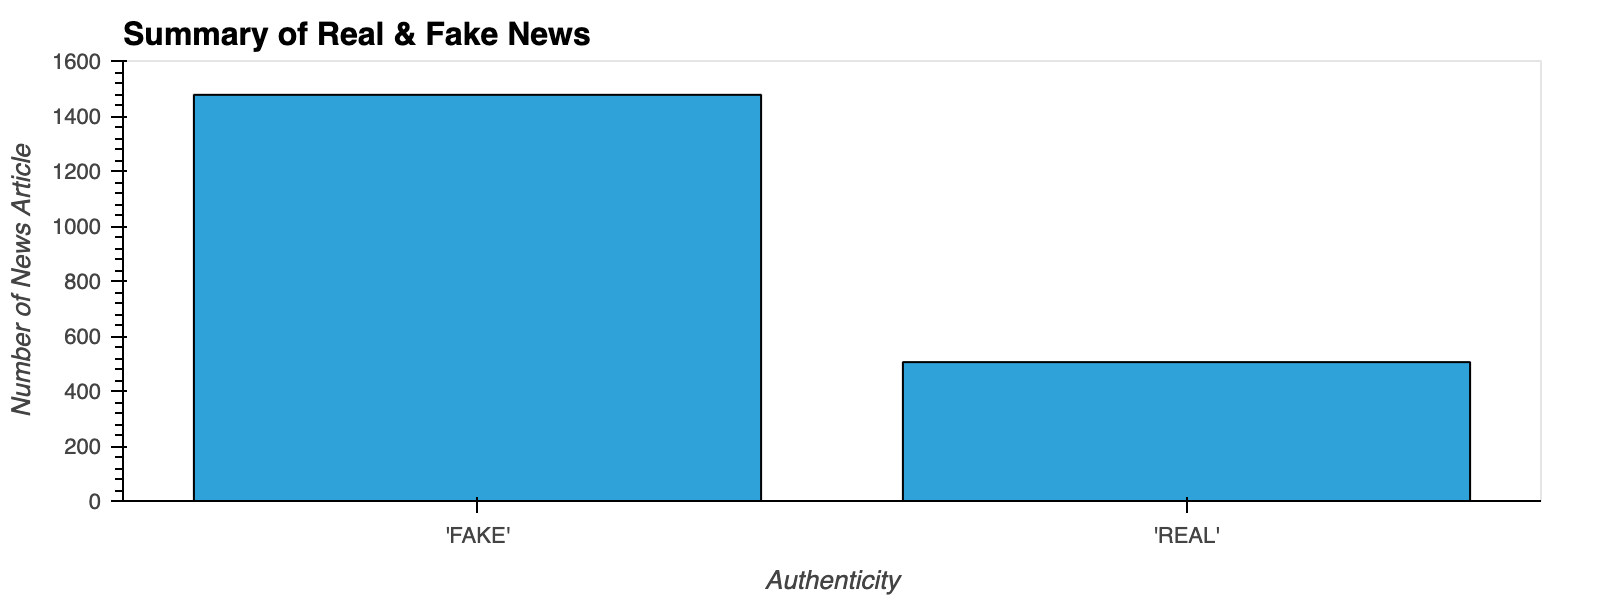 Summary of Real & Fake News
Number of News Article
1600
1400
1200
1000
800
600
400
200
0
'FAKE'
'REAL'
Authenticity